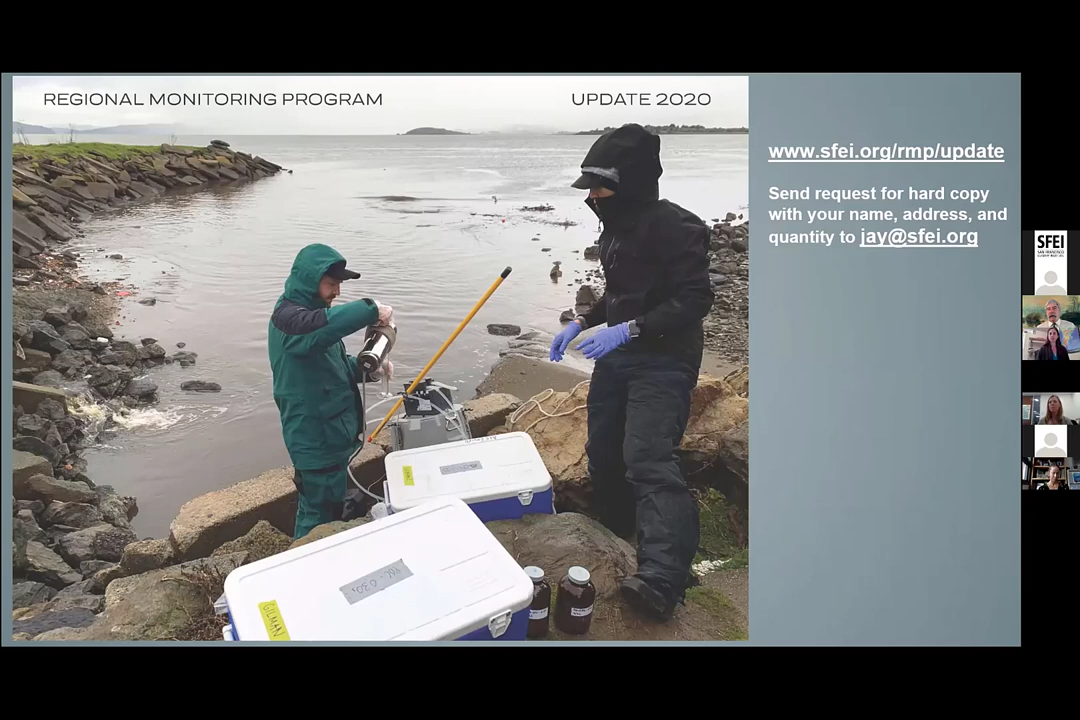 REGIONAL MONITORING PROGRAM
UPDATE 2020
www.sfei.org/rmp/update
Send request for hard copy
with your name, address, and
quantity to jay@sfei.org
SFEI
GILMAN